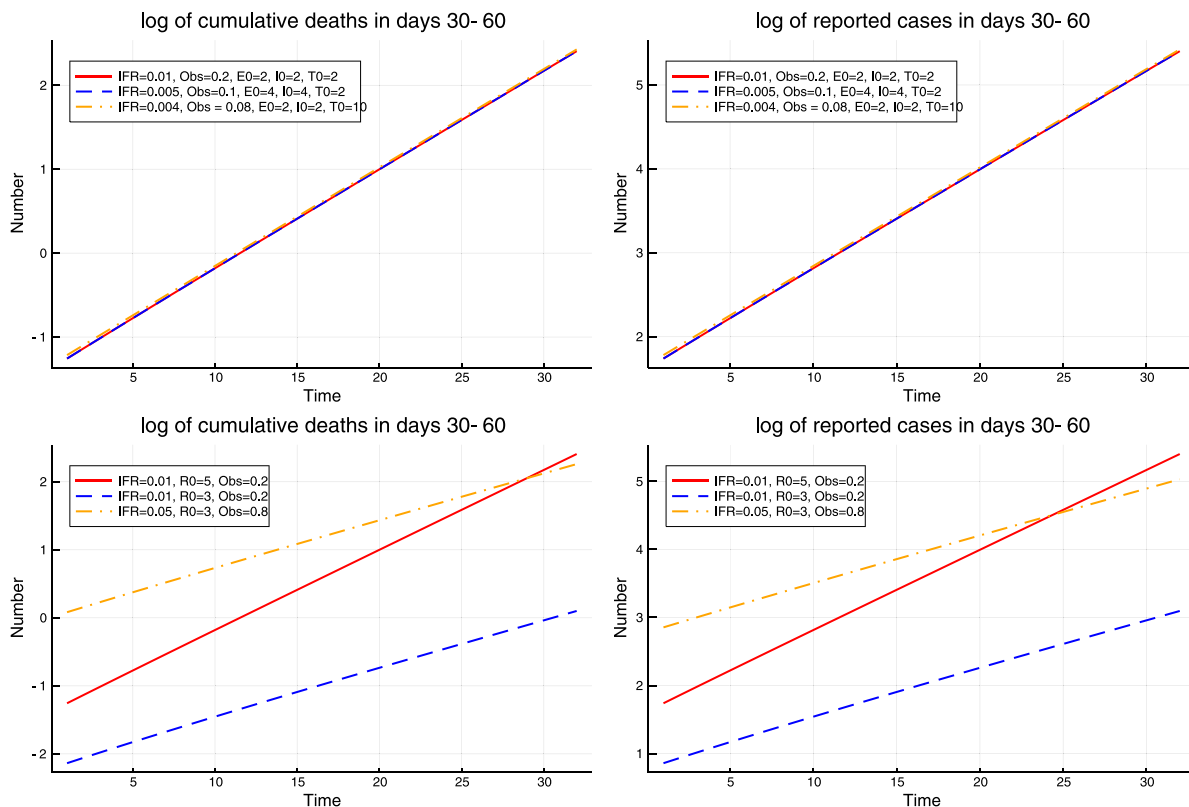 log of cumulative deaths in days 30- 60
IFR=0.01, Obs=0.2, E0=2, I0=2, T0=2
IFR=0.005, Obs=0.1, E0=4, I0=4, T0=2
IFR=0.004, Obs = 0.08, E0=2, I0=2, T0=10
Number
2
1
0
- 1
5
10
15
20
25
30
Time
log of reported cases in days 30- 60
IFR=0.01, Obs=0.2, E0=2, I0=2, T0=2
IFR=0.005, Obs=0.1, E0=4, I0=4, T0=2
IFR=0.004, Obs = 0.08, E0=2, I0=2, T0=10
Number
5
4
3
2
5
10
15
20
25
30
Time
log of cumulative deaths in days 30- 60
IFR=0.01, R0=5, Obs=0.2
IFR=0.01, R0=3, Obs=0.2
IFR=0.05, R0=3, Obs=0.8
Number
2
1
0
- 1
- 2
5
10
15
20
25
30
Time
log of reported cases in days 30- 60
IFR=0.01, R0=5, Obs=0.2
IFR=0.01, R0=3, Obs=0.2
IFR=0.05, R0=3, Obs=0.8
Number
5
4
3
2
1
5
10
15
20
25
30
Time